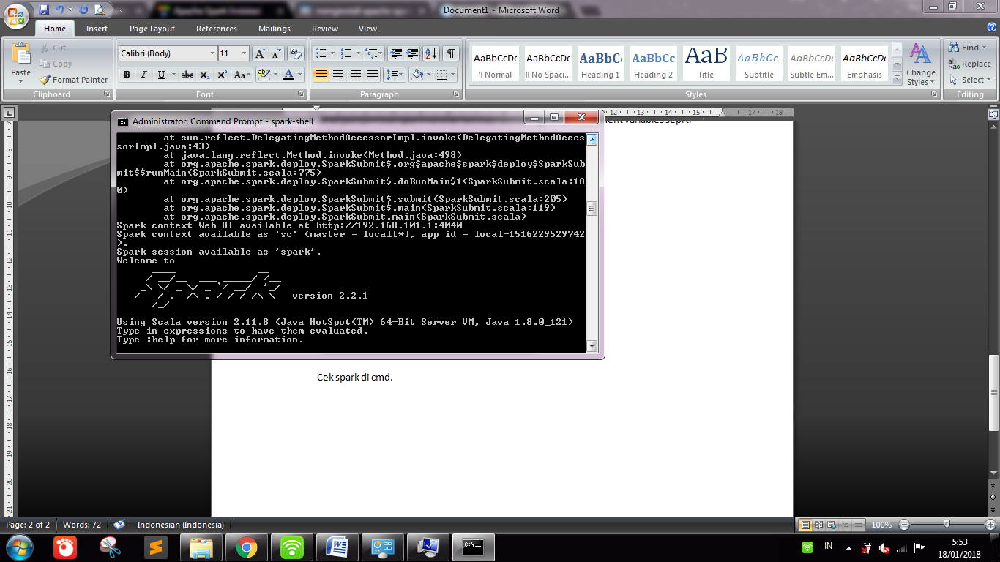 Document1 - Microsoft Word
Home Insert Page Layout References Mailings Review View
Paste
Cut
Copy
Format Painter
Clipboard
Calibri (Body) 11
Font
Paragraph
AaBbCcDc AaBbCcDc AaBbCc AaBbCc AaB AaBbCc. AaBbCcDc AaBbCcDc
¶ Normal ¶ No Spaci... Heading 1 Heading 2 Title Subtitle Subtle Em... Emphasis
Change
Styles
Styles
Find
Replace
Select
Editing
12 13 14 15 17 18
Administrator: Command Prompt - spark-shell
at sun.reflect.DelegatingMethodAccessorImpl.invoke(DelegatingMethodAcces
sorImpl.java:43)
at java.lang.reflect.Method.invoke(Method.java:498)
at org.apache.spark.deploy.SparkSubmit$.org$apache$spark$deploy$SparkSub
mit$$runMain(SparkSubmit.scala:775)
at org.apache.spark.deploy.SparkSubmit$.doRunMain$1(SparkSubmit.scala:18
0)
at org.apache.spark.deploy.SparkSubmit$.submit(SparkSubmit.scala:205)
at org.apache.spark.deploy.SparkSubmit$.main(SparkSubmit.scala:119)
at org.apache.spark.deploy.SparkSubmit.main(SparkSubmit.scala)
Spark context Web UI available at http://192.168.101.1:4040
Spark context available as 'sc' (master = local[*], app id = local-1516229529742
).
Spark session available as 'spark'.
Welcome to
Spark version 2.2.1
Using Scala version 2.11.8 (Java HotSpot(TM) 64-Bit Server VM, Java 1.8.0_121)
Type in expressions to have them evaluated.
Type :help for more information.
Cek spark di cmd.
Page: 2 of 2 Words: 72 Indonesian (Indonesia) 100%
IN
5:53
18/01/2018